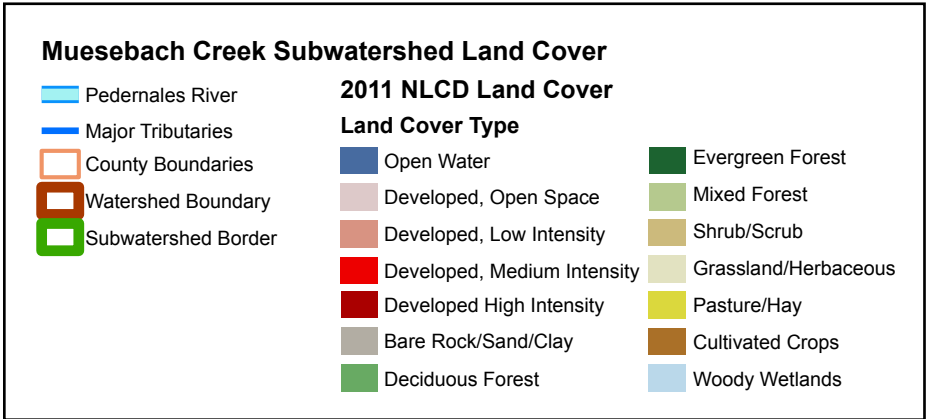 Muesebach Creek Subwatershed Land Cover
Pedernales River
Major Tributaries
County Boundaries
Watershed Boundary
Subwatershed Border
2011 NLCD Land Cover
Land Cover Type
Open Water
Developed, Open Space
Developed, Low Intensity
Developed, Medium Intensity
Developed High Intensity
Bare Rock/Sand/Clay
Deciduous Forest
Evergreen Forest
Mixed Forest
Shrub/Scrub
Grassland/Herbaceous
Pasture/Hay
Cultivated Crops
Woody Wetlands